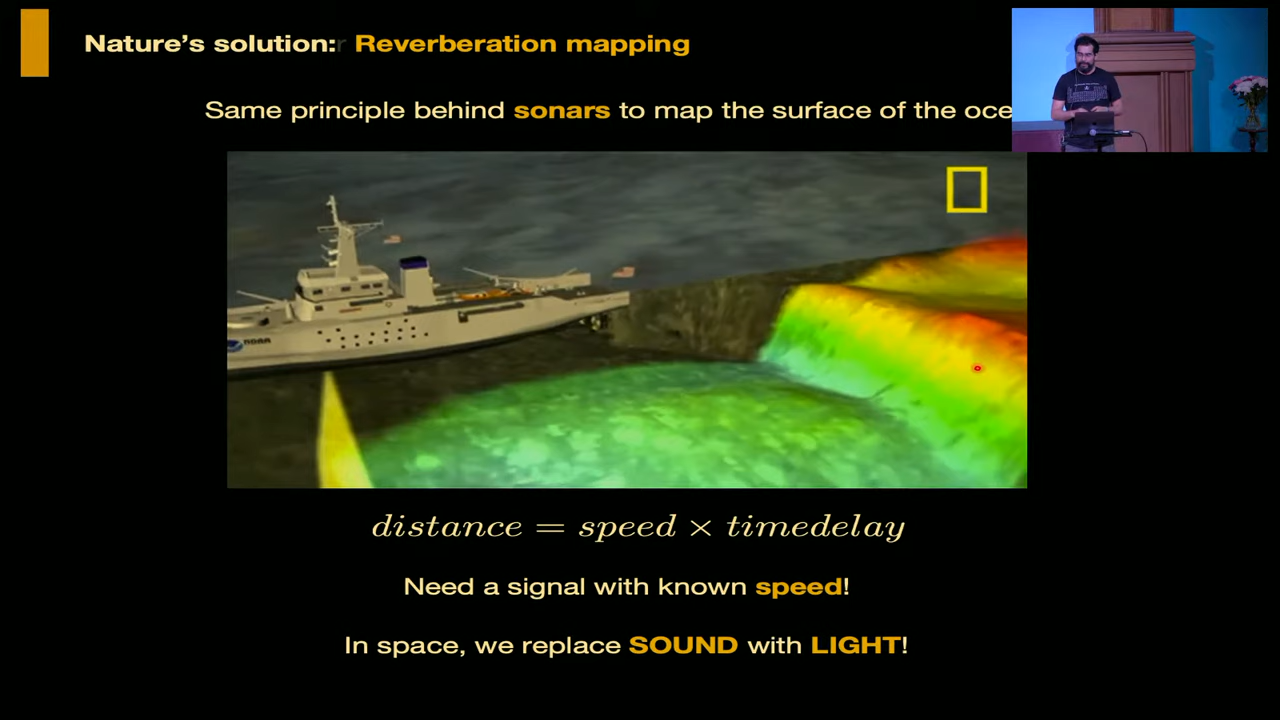 Nature's solution: Reverberation mapping
Same principle behind sonars to map the surface of the oce
NOAA
distance = speed × timedelay
Need a signal with known speed!
In space, we replace SOUND with LIGHT!